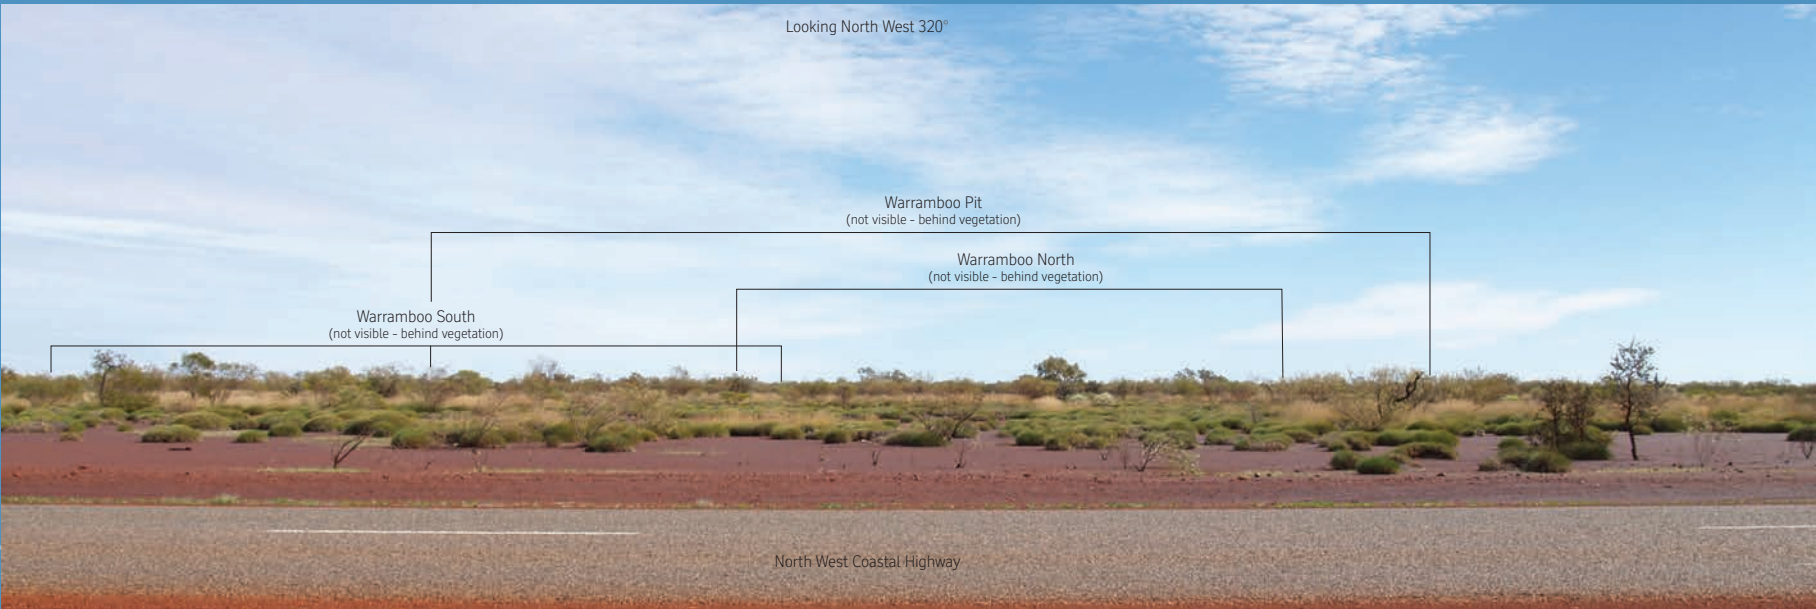 Looking North West 320°
Warramboo Pit
(not visible - behind vegetation)
Warramboo North
(not visible - behind vegetation)
Warramboo South
(not visible - behind vegetation)
North West Coastal Highway